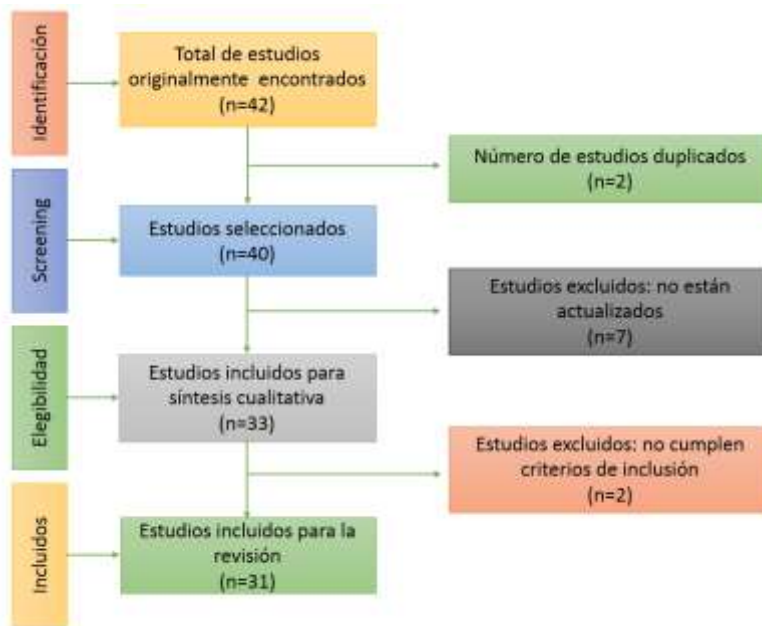 Identificación
Total de estudios
originalmente encontrados
(n=42)
Número de estudios duplicados
(n=2)
Screening
Estudios seleccionados
(n=40)
Estudios excluidos: no están
actualizados
(n=7)
Elegibilidad
Estudios incluidos para
síntesis cualitativa
(n=33)
Estudios excluidos: no cumplen
criterios de inclusión
(n=2)
Incluidos
Estudios incluidos para la
revisión
(n=31)